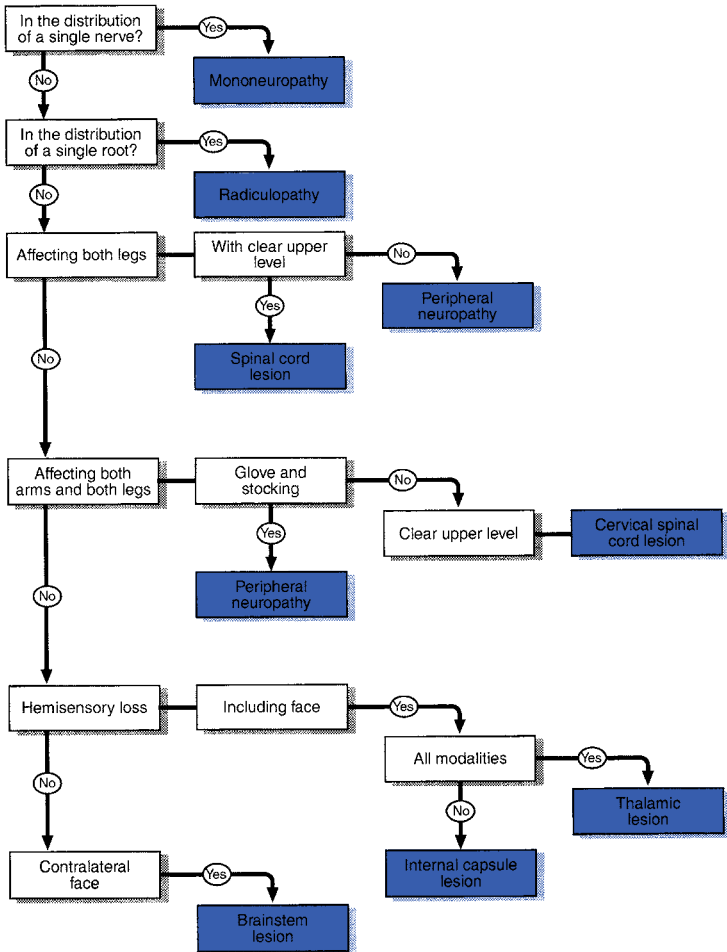 In the distribution
of a single nerve?
Yes
Mononeuropathy
No
In the distribution
of a single root?
Yes
Radiculopathy
No
Affecting both legs
With clear upper
level
No
Peripheral
neuropathy
Yes
Spinal cord
lesion
No
Affecting both
arms and both legs
Glove and
stocking
No
Clear upper level
Cervical spinal
cord lesion
Yes
Peripheral
neuropathy
No
Hemisensory loss
Including face
Yes
All modalities
Yes
Thalamic
lesion
No
Internal capsule
lesion
No
Contralateral
face
Yes
Brainstem
lesion